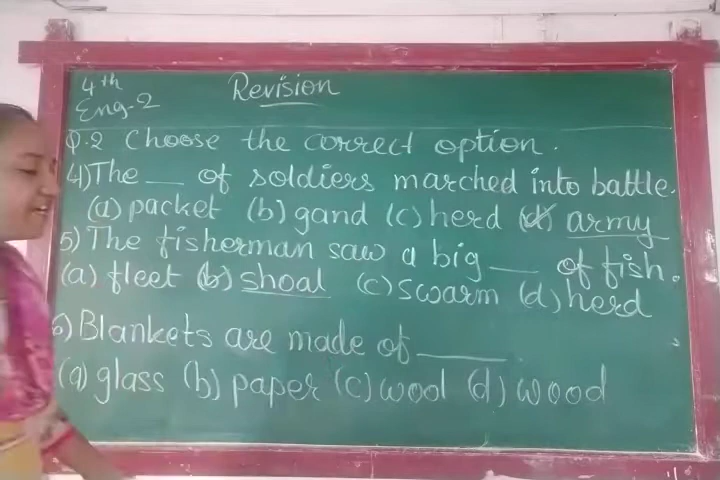 4th
Eng-2
Revision
Q.2 Choose the correct option.
4) The __ of soldiers marched into battle.
(a) packet (b) gand (c) herd (d) army
5) The fisherman saw a big ___ of fish.
(a) fleet (b) shoal (c) swarm (d) herd
6) Blankets are made of ______.
(a) glass (b) paper (c) wool (d) wood